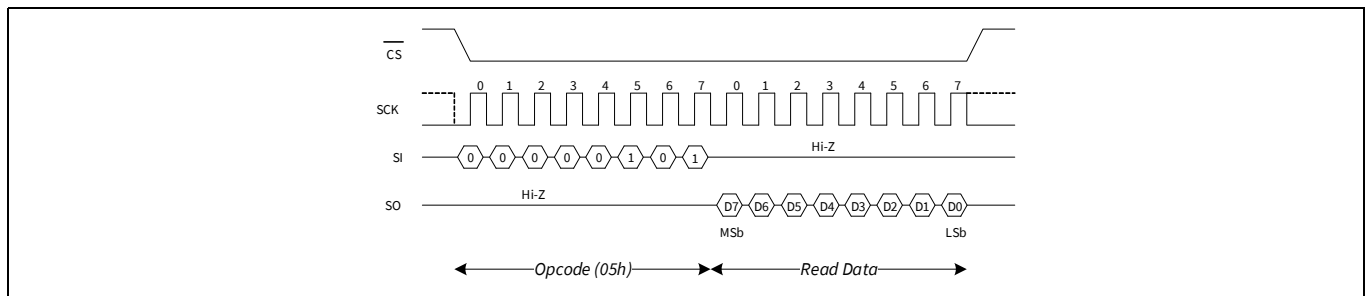 CS
SCK 0 1 2 3 4 5 6 7 0 1 2 3 4 5 6 7
SI 0 0 0 0 0 1 0 1 Hi-Z
SO Hi-Z D7 D6 D5 D4 D3 D2 D1 D0
MSb LSb
Opcode (05h) Read Data